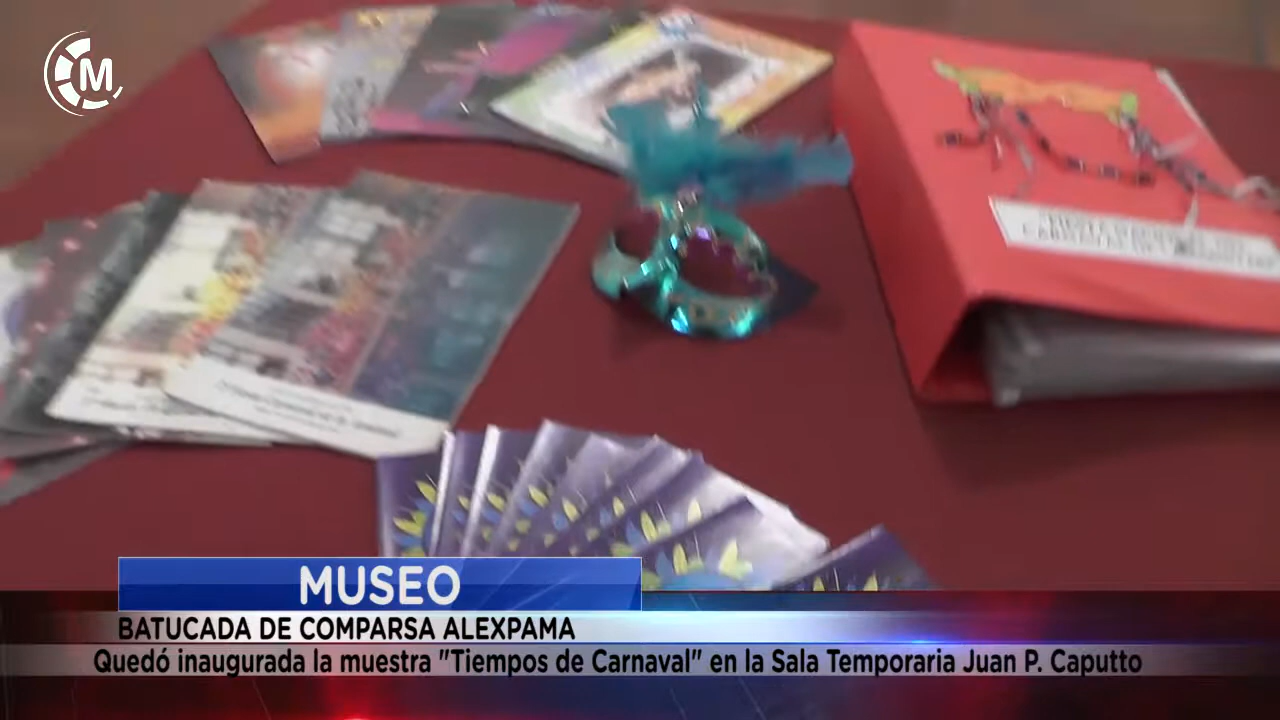 M
MUSEO
BATUCADA DE COMPARSA ALEXPAMA
Quedó inaugurada la muestra "Tiempos de Carnaval" en la Sala Temporaria Juan P. Caputto